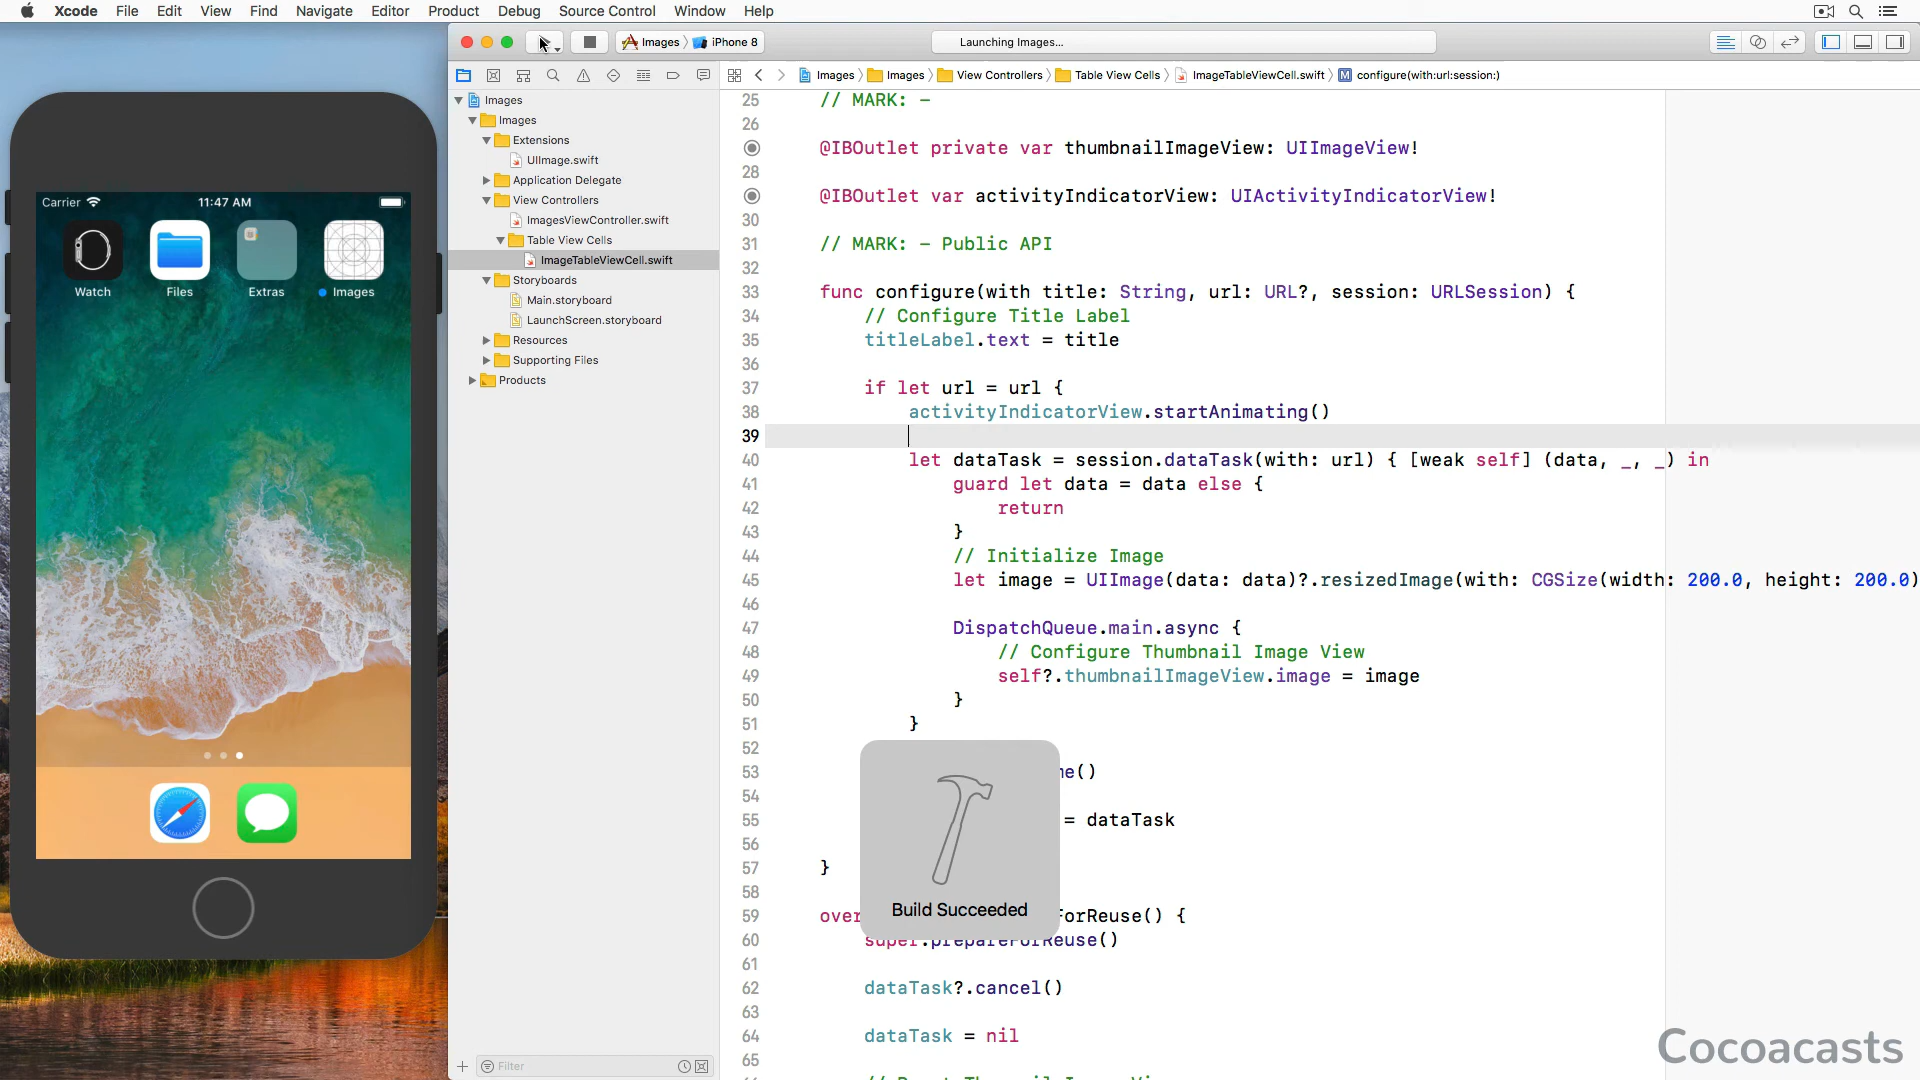 Xcode File Edit View Find Navigate Editor Product Debug Source Control Window Help
Images iPhone 8
Launching Images...
Images Images View Controllers Table View Cells ImageTableViewCell.swift M configure(with:url:session:)
Carrier 11:47 AM
Watch Files Extras Images
Images
Images
Extensions
UIImage.swift
Application Delegate
View Controllers
ImagesViewController.swift
Table View Cells
ImageTableViewCell.swift
Storyboards
Main.storyboard
LaunchScreen.storyboard
Resources
Supporting Files
Products
Filter
25 // MARK: -
26
@IBOutlet private var thumbnailImageView: UIImageView!
28
@IBOutlet var activityIndicatorView: UIActivityIndicatorView!
30
31 // MARK: - Public API
32
33 func configure(with title: String, url: URL?, session: URLSession) {
34 // Configure Title Label
35 titleLabel.text = title
36
37 if let url = url {
38 activityIndicatorView.startAnimating()
39
40 let dataTask = session.dataTask(with: url) { [weak self] (data, _, _) in
41 guard let data = data else {
42 return
43 }
44 // Initialize Image
45 let image = UIImage(data: data)?.resizedImage(with: CGSize(width: 200.0, height: 200.0)
46
47 DispatchQueue.main.async {
48 // Configure Thumbnail Image View
49 self?.thumbnailImageView.image = image
50 }
51 }
52
53 me()
54
55 = dataTask
56
57 }
58
59 over ForReuse() {
60 super.prepareForReuse()
61
62 dataTask?.cancel()
63
64 dataTask = nil
65
Build Succeeded
Cocoacasts